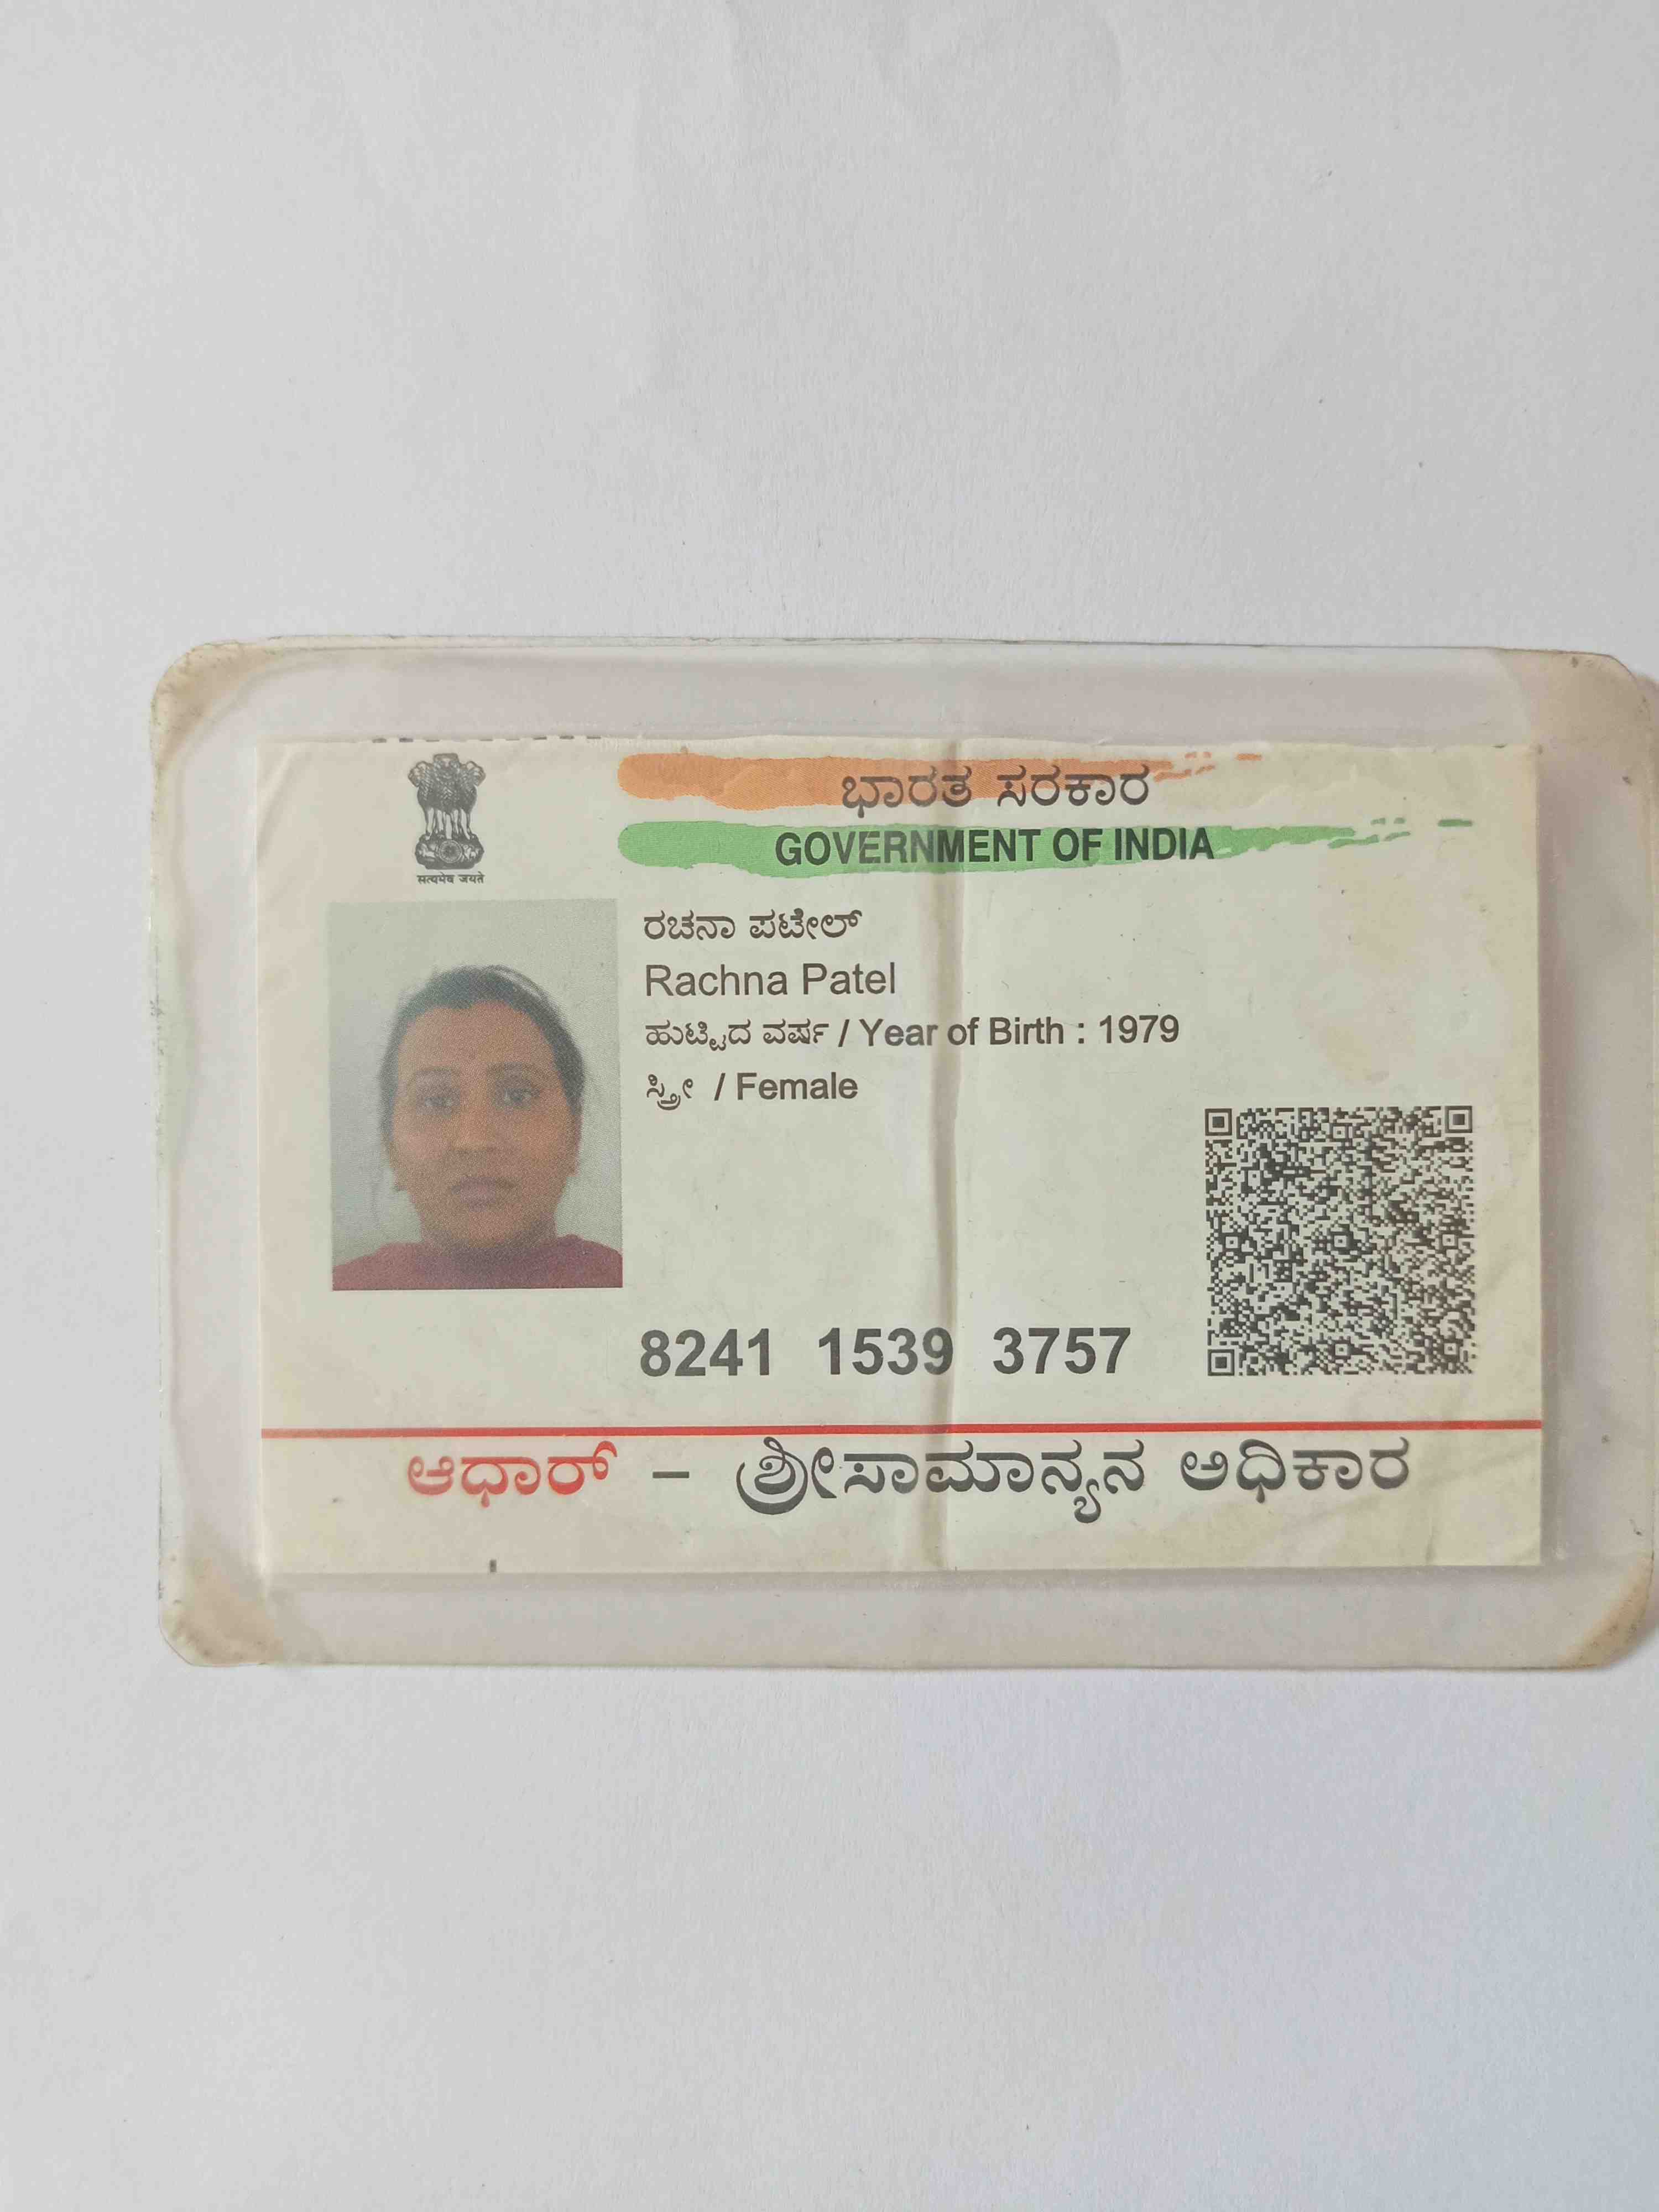 ಭಾರತ ಸರಕಾರ
GOVERNMENT OF INDIA
सत्यमेव जयते
ರಚನಾ ಪಟೇಲ್
Rachna Patel
ಹುಟ್ಟಿದ ವರ್ಷ / Year of Birth : 1979
ಸ್ತ್ರೀ / Female
8241 1539 3757
ಆಧಾರ್ – ಶ್ರೀಸಾಮಾನ್ಯನ ಅಧಿಕಾರ